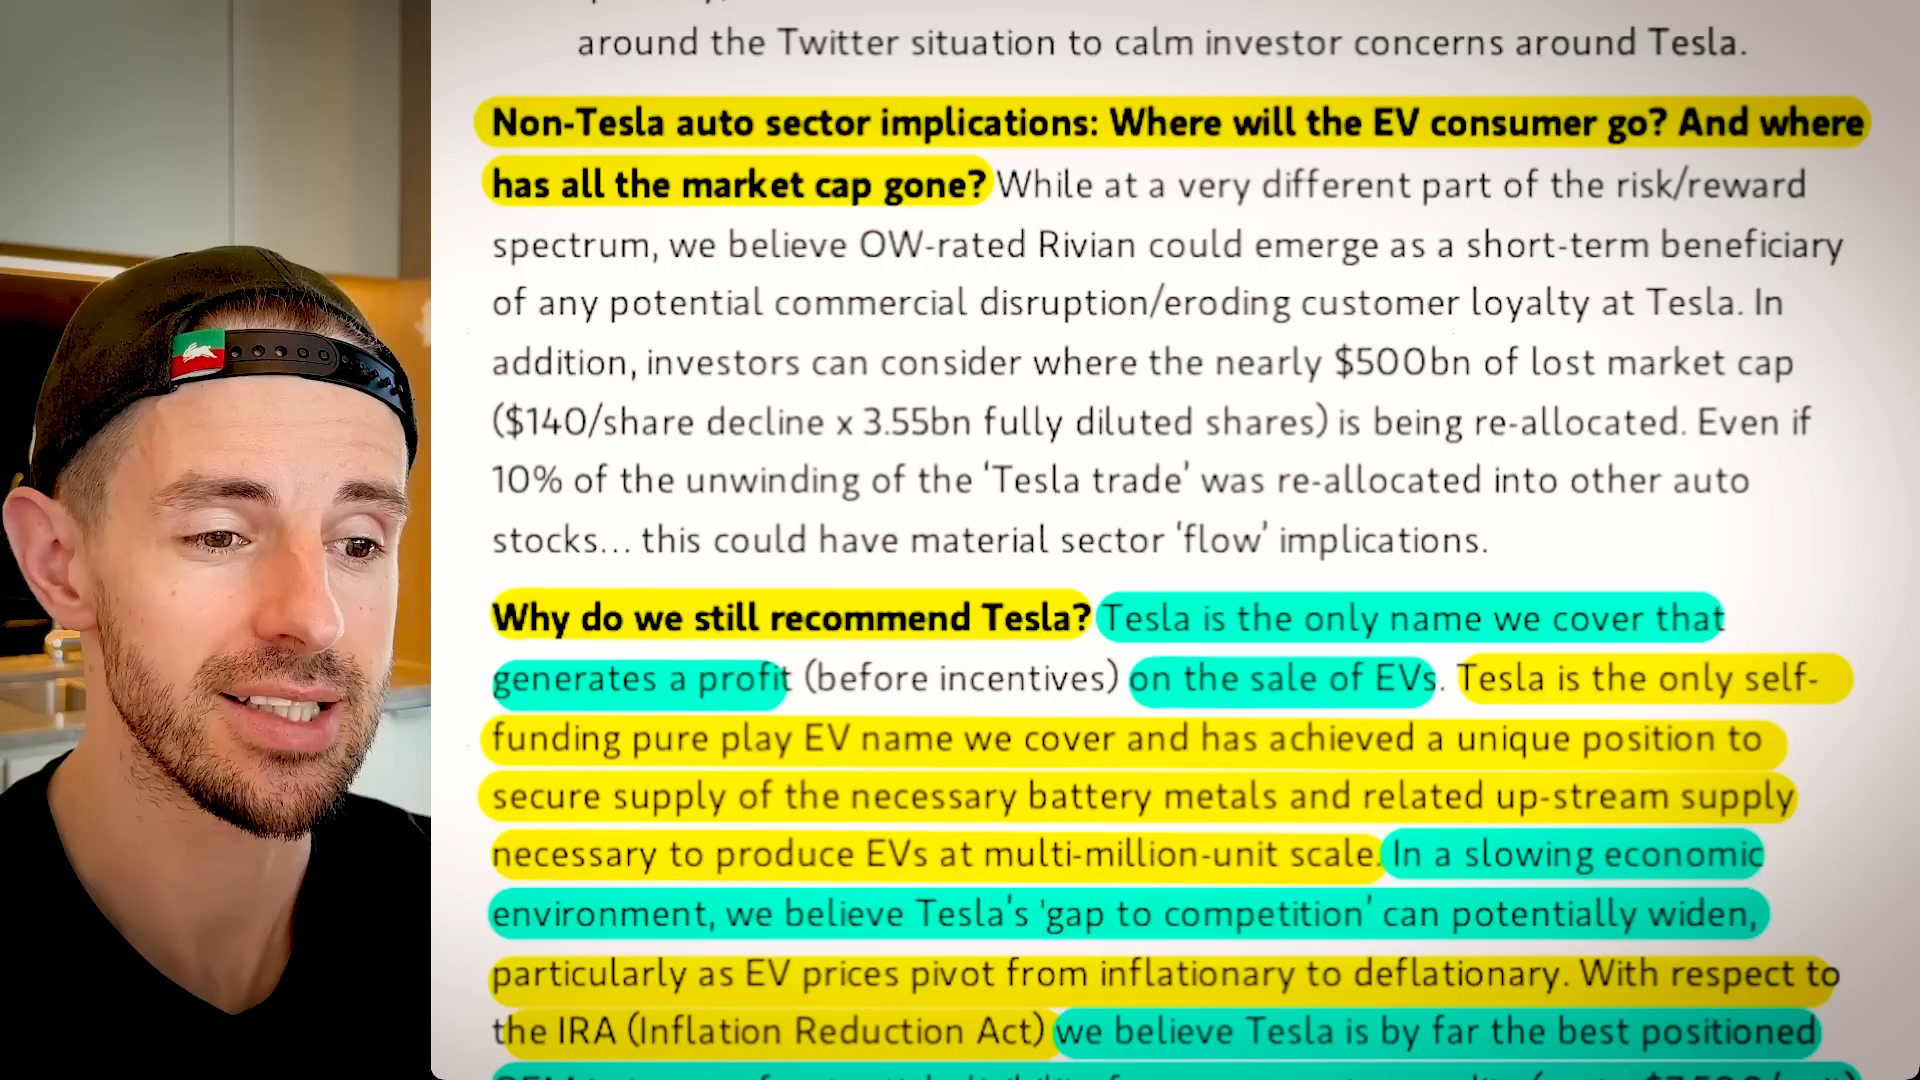 around the Twitter situation to calm investor concerns around Tesla.
Non-Tesla auto sector implications: Where will the EV consumer go? And where
has all the market cap gone? While at a very different part of the risk/reward
spectrum, we believe OW-rated Rivian could emerge as a short-term beneficiary
of any potential commercial disruption/eroding customer loyalty at Tesla. In
addition, investors can consider where the nearly $500bn of lost market cap
($140/share decline x 3.55bn fully diluted shares) is being re-allocated. Even if
10% of the unwinding of the ‘Tesla trade’ was re-allocated into other auto
stocks... this could have material sector ‘flow’ implications.
Why do we still recommend Tesla? Tesla is the only name we cover that
generates a profit (before incentives) on the sale of EVs. Tesla is the only self-
funding pure play EV name we cover and has achieved a unique position to
secure supply of the necessary battery metals and related up-stream supply
necessary to produce EVs at multi-million-unit scale. In a slowing economic
environment, we believe Tesla's 'gap to competition' can potentially widen,
particularly as EV prices pivot from inflationary to deflationary. With respect to
the IRA (Inflation Reduction Act) we believe Tesla is by far the best positioned